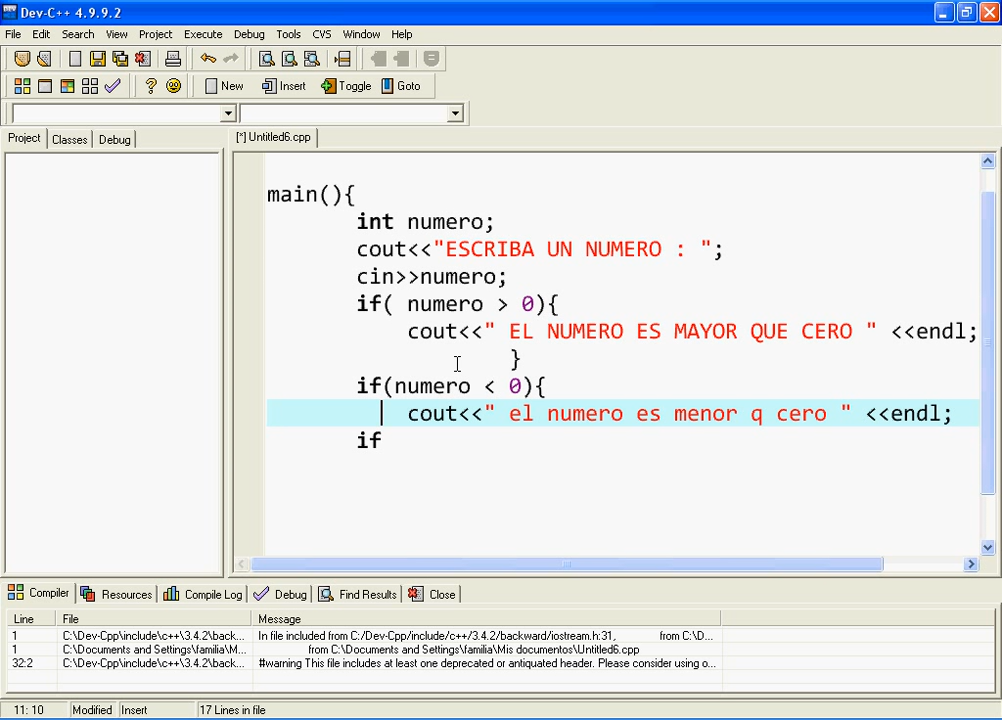 Dev-C++ 4.9.9.2
File Edit Search View Project Execute Debug Tools CVS Window Help
New Insert Toggle Goto
Project Classes Debug
[*] Untitled6.cpp
main(){
int numero;
cout<<"ESCRIBA UN NUMERO : ";
cin>>numero;
if( numero > 0){
cout<<" EL NUMERO ES MAYOR QUE CERO " <<endl;
}
if(numero < 0){
cout<<" el numero es menor q cero " <<endl;
if
Compiler Resources Compile Log Debug Find Results Close
Line File Message
1 C:\Dev-Cpp\include\c++\3.4.2\back... In file included from C:/Dev-Cpp/include/c++/3.4.2/backward/iostream.h:31, from C:\D...
1 C:\Documents and Settings\familia\M... from C:\Documents and Settings\familia\Mis documentos\Untitled6.cpp
32:2 C:\Dev-Cpp\include\c++\3.4.2\back... #warning This file includes at least one deprecated or antiquated header. Please consider using o...
11: 10 Modified Insert 17 Lines in file